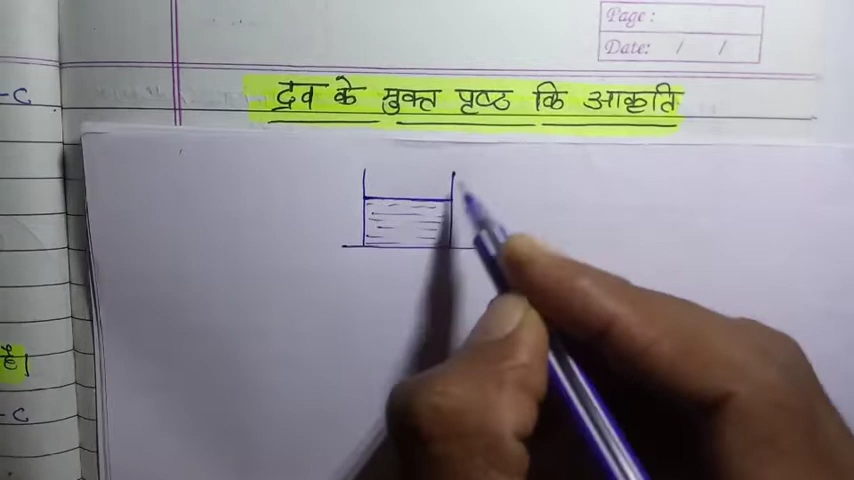 Page:
Date: / /
-C
द्रव के मुक्त पृष्ठ कि आकृति
है।
-C